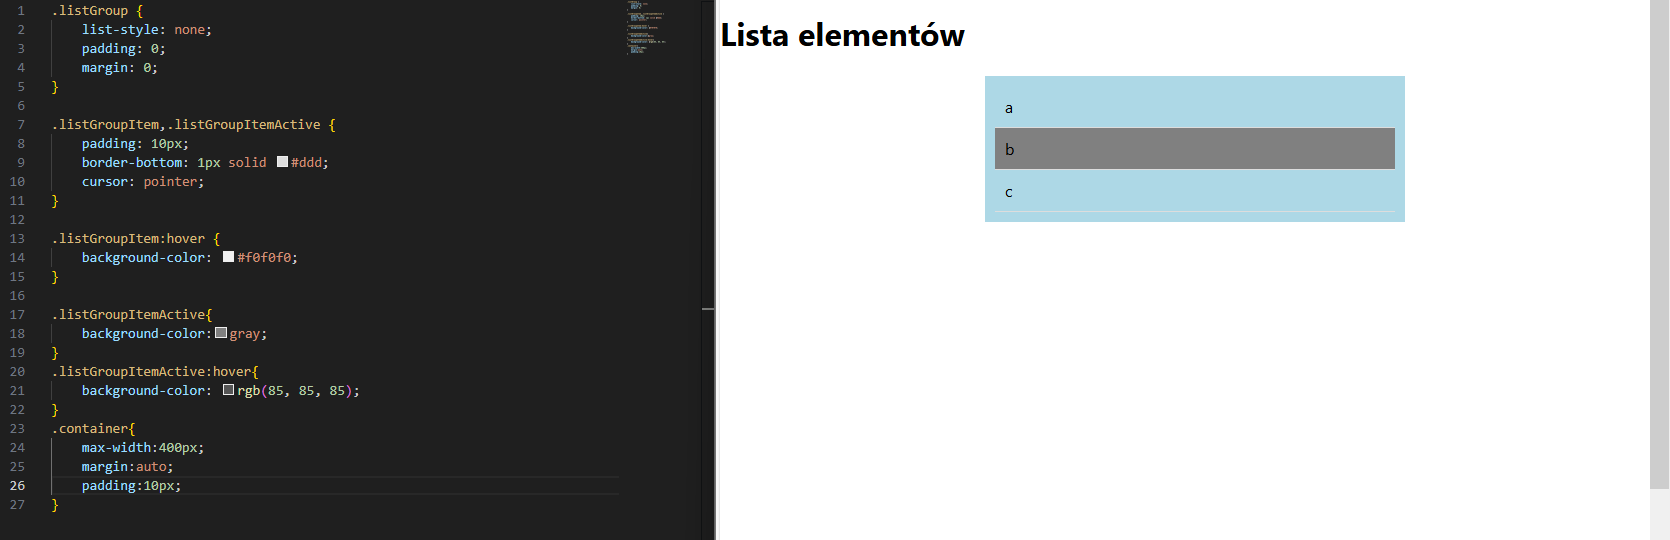 1 .listGroup {
2 list-style: none;
3 padding: 0;
4 margin: 0;
5 }
6
7 .listGroupItem,.listGroupItemActive {
8 padding: 10px;
9 border-bottom: 1px solid #ddd;
10 cursor: pointer;
11 }
12
13 .listGroupItem:hover {
14 background-color: #f0f0f0;
15 }
16
17 .listGroupItemActive{
18 background-color:gray;
19 }
20 .listGroupItemActive:hover{
21 background-color: rgb(85, 85, 85);
22 }
23 .container{
24 max-width:400px;
25 margin:auto;
26 padding:10px;
27 }
Lista elementów
a
b
c